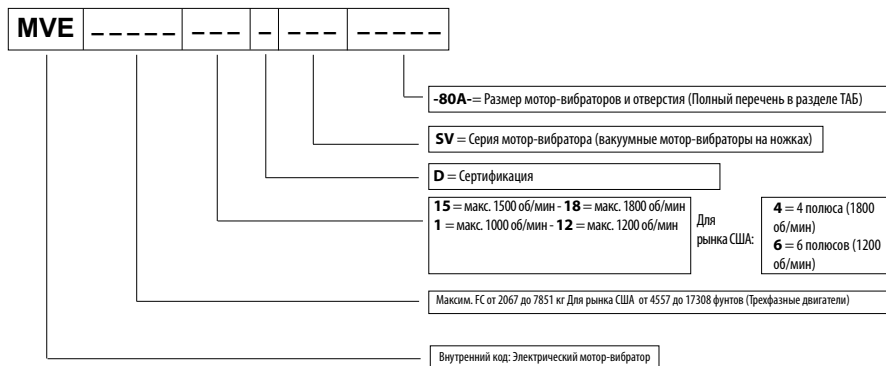 MVE _ _ _ _ _ _ _ _ _ _ _ _ _ _ _ _ _
-80A-= Размер мотор-вибраторов и отверстия (Полный перечень в разделе ТАБ)
SV = Серия мотор-вибратора (вакуумные мотор-вибраторы на ножках)
D = Сертификация
15 = макс. 1500 об/мин - 18 = макс. 1800 об/мин
1 = макс. 1000 об/мин - 12 = макс. 1200 об/мин
Для
рынка США:
4 = 4 полюса (1800
об/мин)
6 = 6 полюсов (1200
об/мин)
Максим. FC от 2067 до 7851 кг Для рынка США от 4557 до 17308 фунтов (Трехфазные двигатели)
Внутренний код: Электрический мотор-вибратор